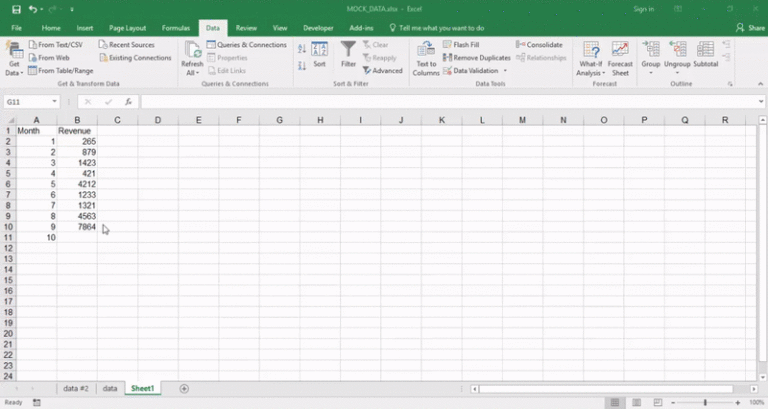 MOCK_DATA.xlsx - Excel
Sign in
File Home Insert Page Layout Formulas Data Review View Developer Add-ins Tell me what you want to do Share
Get Data
From Text/CSV
From Web
From Table/Range
Recent Sources
Existing Connections
Get & Transform Data
Refresh All
Queries & Connections
Properties
Edit Links
Queries & Connections
Sort
Filter
Clear
Reapply
Advanced
Sort & Filter
Text to Columns
Flash Fill
Remove Duplicates
Data Validation
Consolidate
Relationships
Data Tools
What-If Analysis
Forecast Sheet
Forecast
Group
Ungroup
Subtotal
Outline
G11 fx
A B C D E F G H I J K L M N O P Q R
1 Month Revenue
2 1 265
3 2 879
4 3 1423
5 4 421
6 5 4212
7 6 1233
8 7 1321
9 8 4563
10 9 7864
11 10
12
13
14
15
16
17
18
19
20
21
22
23
24
data #2 data Sheet1
Ready 100%